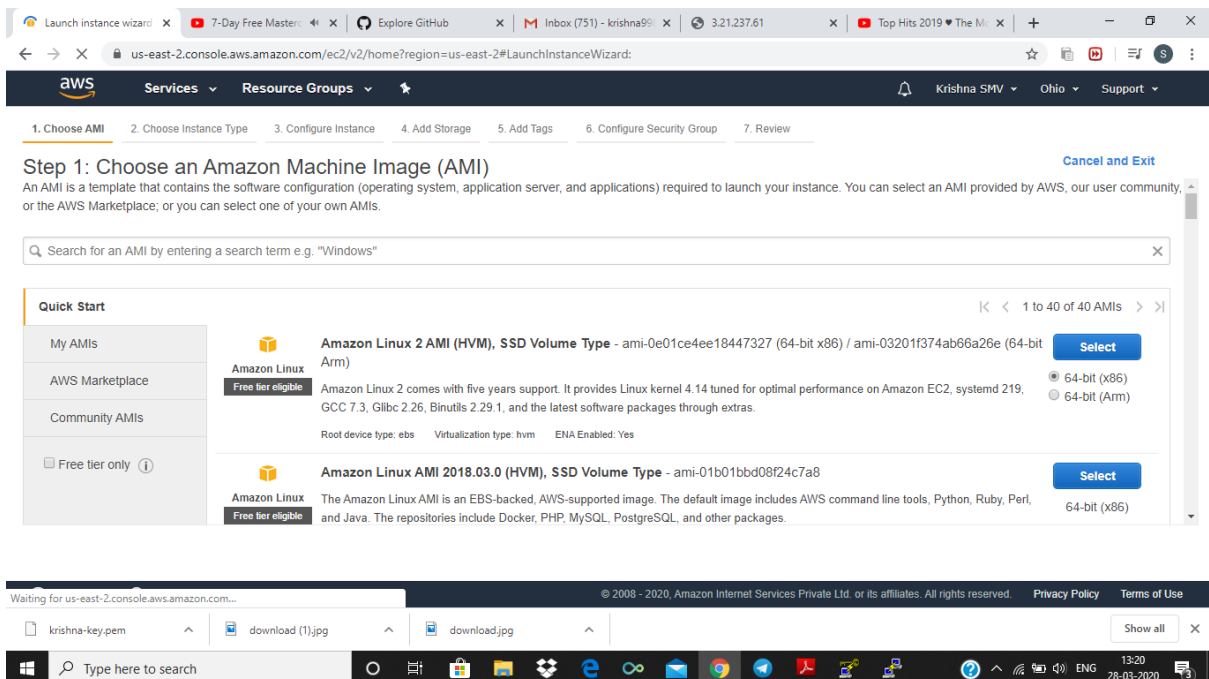 Launch instance wizard
7-Day Free Masterc
Explore GitHub
Inbox (751) - krishna99
3.21.237.61
Top Hits 2019 ♥ The Mo
us-east-2.console.aws.amazon.com/ec2/v2/home?region=us-east-2#LaunchInstanceWizard:
S
aws
Services
Resource Groups
Krishna SMV
Ohio
Support
1. Choose AMI
2. Choose Instance Type
3. Configure Instance
4. Add Storage
5. Add Tags
6. Configure Security Group
7. Review
Step 1: Choose an Amazon Machine Image (AMI)
Cancel and Exit
An AMI is a template that contains the software configuration (operating system, application server, and applications) required to launch your instance. You can select an AMI provided by AWS, our user community,
or the AWS Marketplace; or you can select one of your own AMIs.
Search for an AMI by entering a search term e.g. "Windows"
Quick Start
1 to 40 of 40 AMIs
My AMIs
AWS Marketplace
Community AMIs
Free tier only
Amazon Linux
Free tier eligible
Amazon Linux 2 AMI (HVM), SSD Volume Type - ami-0e01ce4ee18447327 (64-bit x86) / ami-03201f374ab66a26e (64-bit
Arm)
Amazon Linux 2 comes with five years support. It provides Linux kernel 4.14 tuned for optimal performance on Amazon EC2, systemd 219,
GCC 7.3, Glibc 2.26, Binutils 2.29.1, and the latest software packages through extras.
Root device type: ebs Virtualization type: hvm ENA Enabled: Yes
Select
64-bit (x86)
64-bit (Arm)
Amazon Linux
Free tier eligible
Amazon Linux AMI 2018.03.0 (HVM), SSD Volume Type - ami-01b01bbd08f24c7a8
The Amazon Linux AMI is an EBS-backed, AWS-supported image. The default image includes AWS command line tools, Python, Ruby, Perl,
and Java. The repositories include Docker, PHP, MySQL, PostgreSQL, and other packages.
Select
64-bit (x86)
Waiting for us-east-2.console.aws.amazon.com...
© 2008 - 2020, Amazon Internet Services Private Ltd. or its affiliates. All rights reserved.
Privacy Policy
Terms of Use
krishna-key.pem
download (1).jpg
download.jpg
Show all
Type here to search
ENG
13:20
28-03-2020